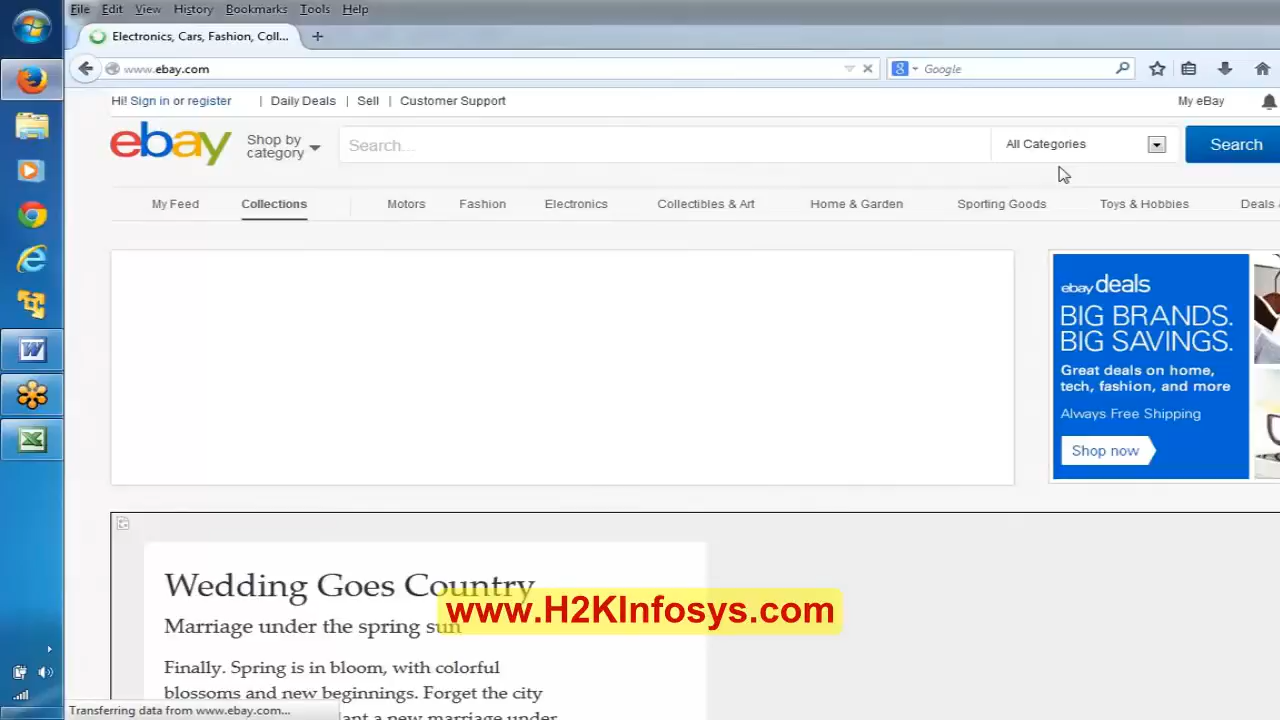 File Edit View History Bookmarks Tools Help
Electronics, Cars, Fashion, Coll... +
www.ebay.com
Google
Hi! Sign in or register | Daily Deals | Sell | Customer Support
My eBay
ebay
Shop by
category
Search...
All Categories
Search
My Feed Collections Motors Fashion Electronics Collectibles & Art Home & Garden Sporting Goods Toys & Hobbies Deals &
ebay deals
BIG BRANDS.
BIG SAVINGS.
Great deals on home,
tech, fashion, and more
Always Free Shipping
Shop now
Wedding Goes Country
www.H2KInfosys.com
Marriage under the spring sun
Finally. Spring is in bloom, with colorful
blossoms and new beginnings. Forget the city
a new marriage under
Transferring data from www.ebay.com...